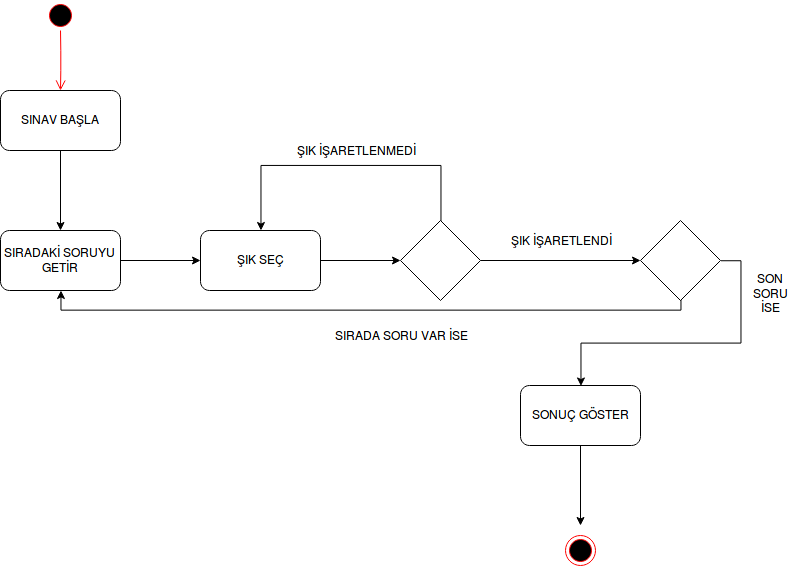 SINAV BAŞLA
ŞIK İŞARETLENMEDİ
SIRADAKİ SORUYU
GETİR
ŞIK SEÇ
ŞIK İŞARETLENDİ
SON
SORU
İSE
SIRADA SORU VAR İSE
SONUÇ GÖSTER